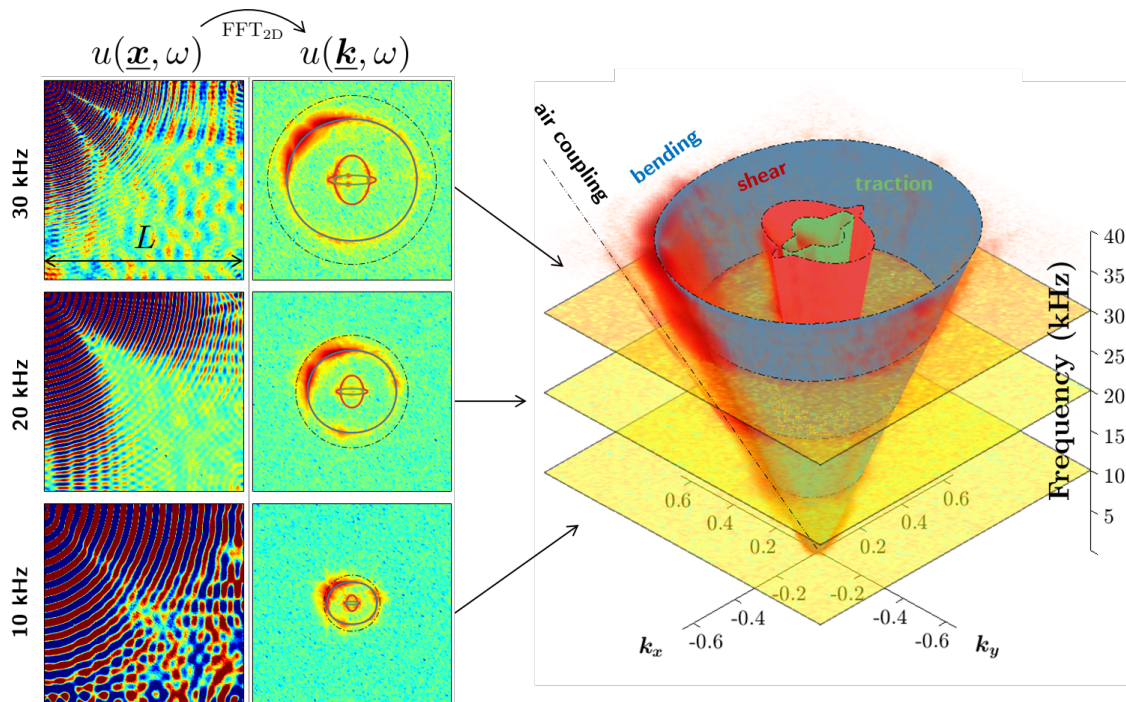 FFT2D
u(x, ω)
u(k, ω)
30 kHz
L
20 kHz
10 kHz
air coupling
bending
shear
traction
40
35
30
25
20
15
10
5
Frequency (kHz)
0.6
0.4
0.2
-0.2
-0.4
-0.6
kx
0.6
0.4
0.2
-0.2
-0.4
-0.6
ky